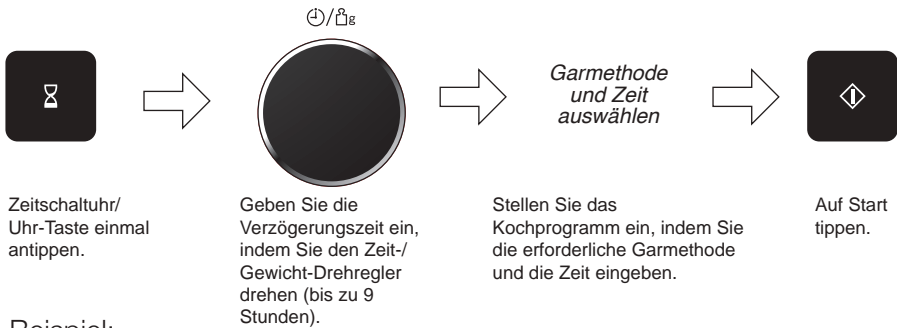 / g
Garmethode
und Zeit
auswählen
Zeitschaltuhr/
Uhr-Taste einmal
antippen.
Geben Sie die
Verzögerungszeit ein,
indem Sie den Zeit-/
Gewicht-Drehregler
drehen (bis zu 9
Stunden).
Stellen Sie das
Kochprogramm ein, indem Sie
die erforderliche Garmethode
und die Zeit eingeben.
Auf Start
tippen.
Beispiel: